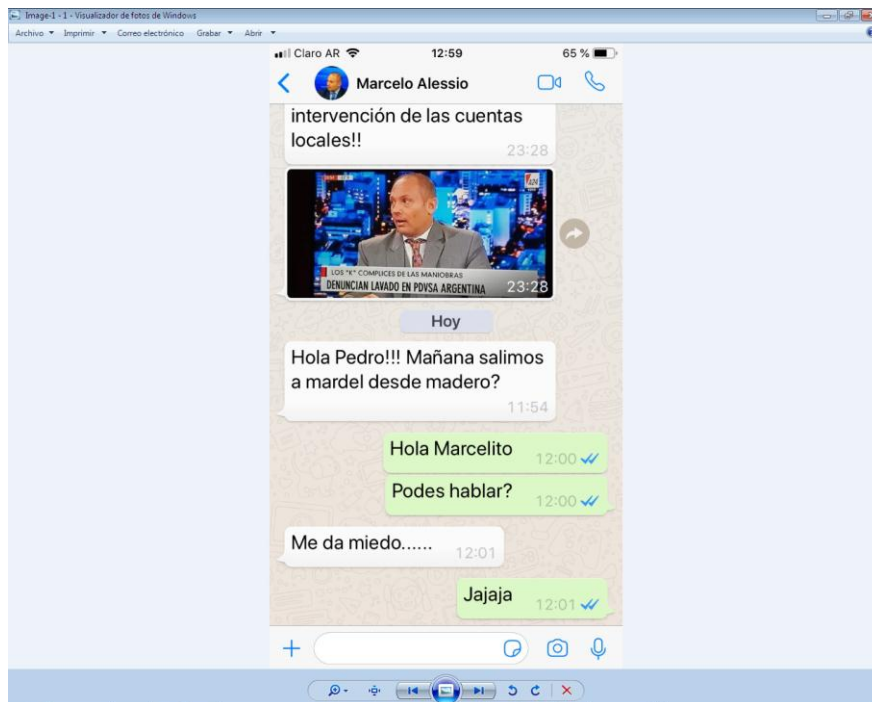 Image-1 - 1 - Visualizador de fotos de Windows
Archivo Imprimir Correo electrónico Grabar Abrir
Claro AR 12:59 65 %
Marcelo Alessio
intervención de las cuentas
locales!!
23:28
A24
LOS "K" COMPLICES DE LAS MANIOBRAS
DENUNCIAN LAVADO EN PDVSA ARGENTINA
23:28
Hoy
Hola Pedro!!! Mañana salimos
a mardel desde madero?
11:54
Hola Marcelito 12:00
Podes hablar? 12:00
Me da miedo...... 12:01
Jajaja 12:01